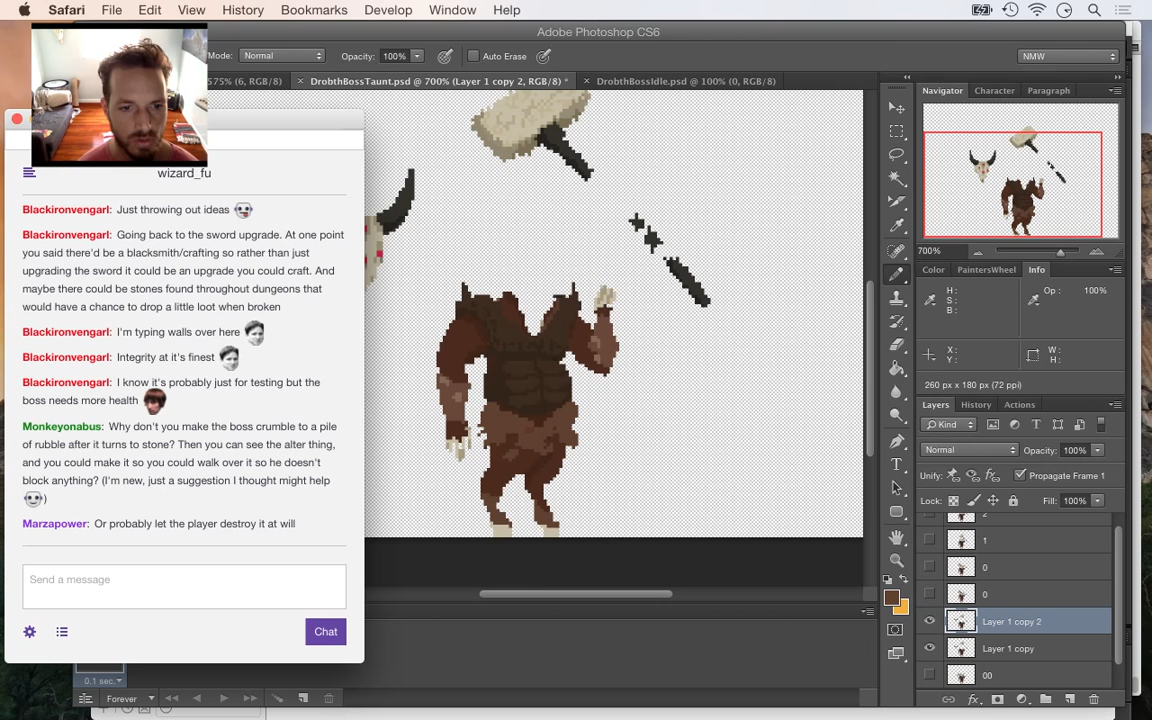 Safari File Edit View History Bookmarks Develop Window Help
Adobe Photoshop CS6
Mode: Normal Opacity: 100% Auto Erase NMW
575% (6, RGB/8) × DrobthBossTaunt.psd @ 700% (Layer 1 copy 2, RGB/8) * × DrobthBossIdle.psd @ 100% (0, RGB/8)
wizard_fu
Blackironvengarl: Just throwing out ideas
Blackironvengarl: Going back to the sword upgrade. At one point
you said there'd be a blacksmith/crafting so rather than just
upgrading the sword it could be an upgrade you could craft. And
maybe there could be stones found throughout dungeons that
would have a chance to drop a little loot when broken
Blackironvengarl: I'm typing walls over here
Blackironvengarl: Integrity at it's finest
Blackironvengarl: I know it's probably just for testing but the
boss needs more health
Monkeyonabus: Why don't you make the boss crumble to a pile
of rubble after it turns to stone? Then you can see the alter thing,
and you could make it so you could walk over it so he doesn't
block anything? (I'm new, just a suggestion I thought might help
)
Marzapower: Or probably let the player destroy it at will
Send a message
Chat
0.1 sec.
Forever
Navigator Character Paragraph
700%
Color PaintersWheel Info
H: Op: 100%
S:
B:
X: W:
Y: H:
260 px x 180 px (72 ppi)
Layers History Actions
Kind
Normal Opacity: 100%
Unify: Propagate Frame 1
Lock: Fill: 100%
2
1
0
0
Layer 1 copy 2
Layer 1 copy
00